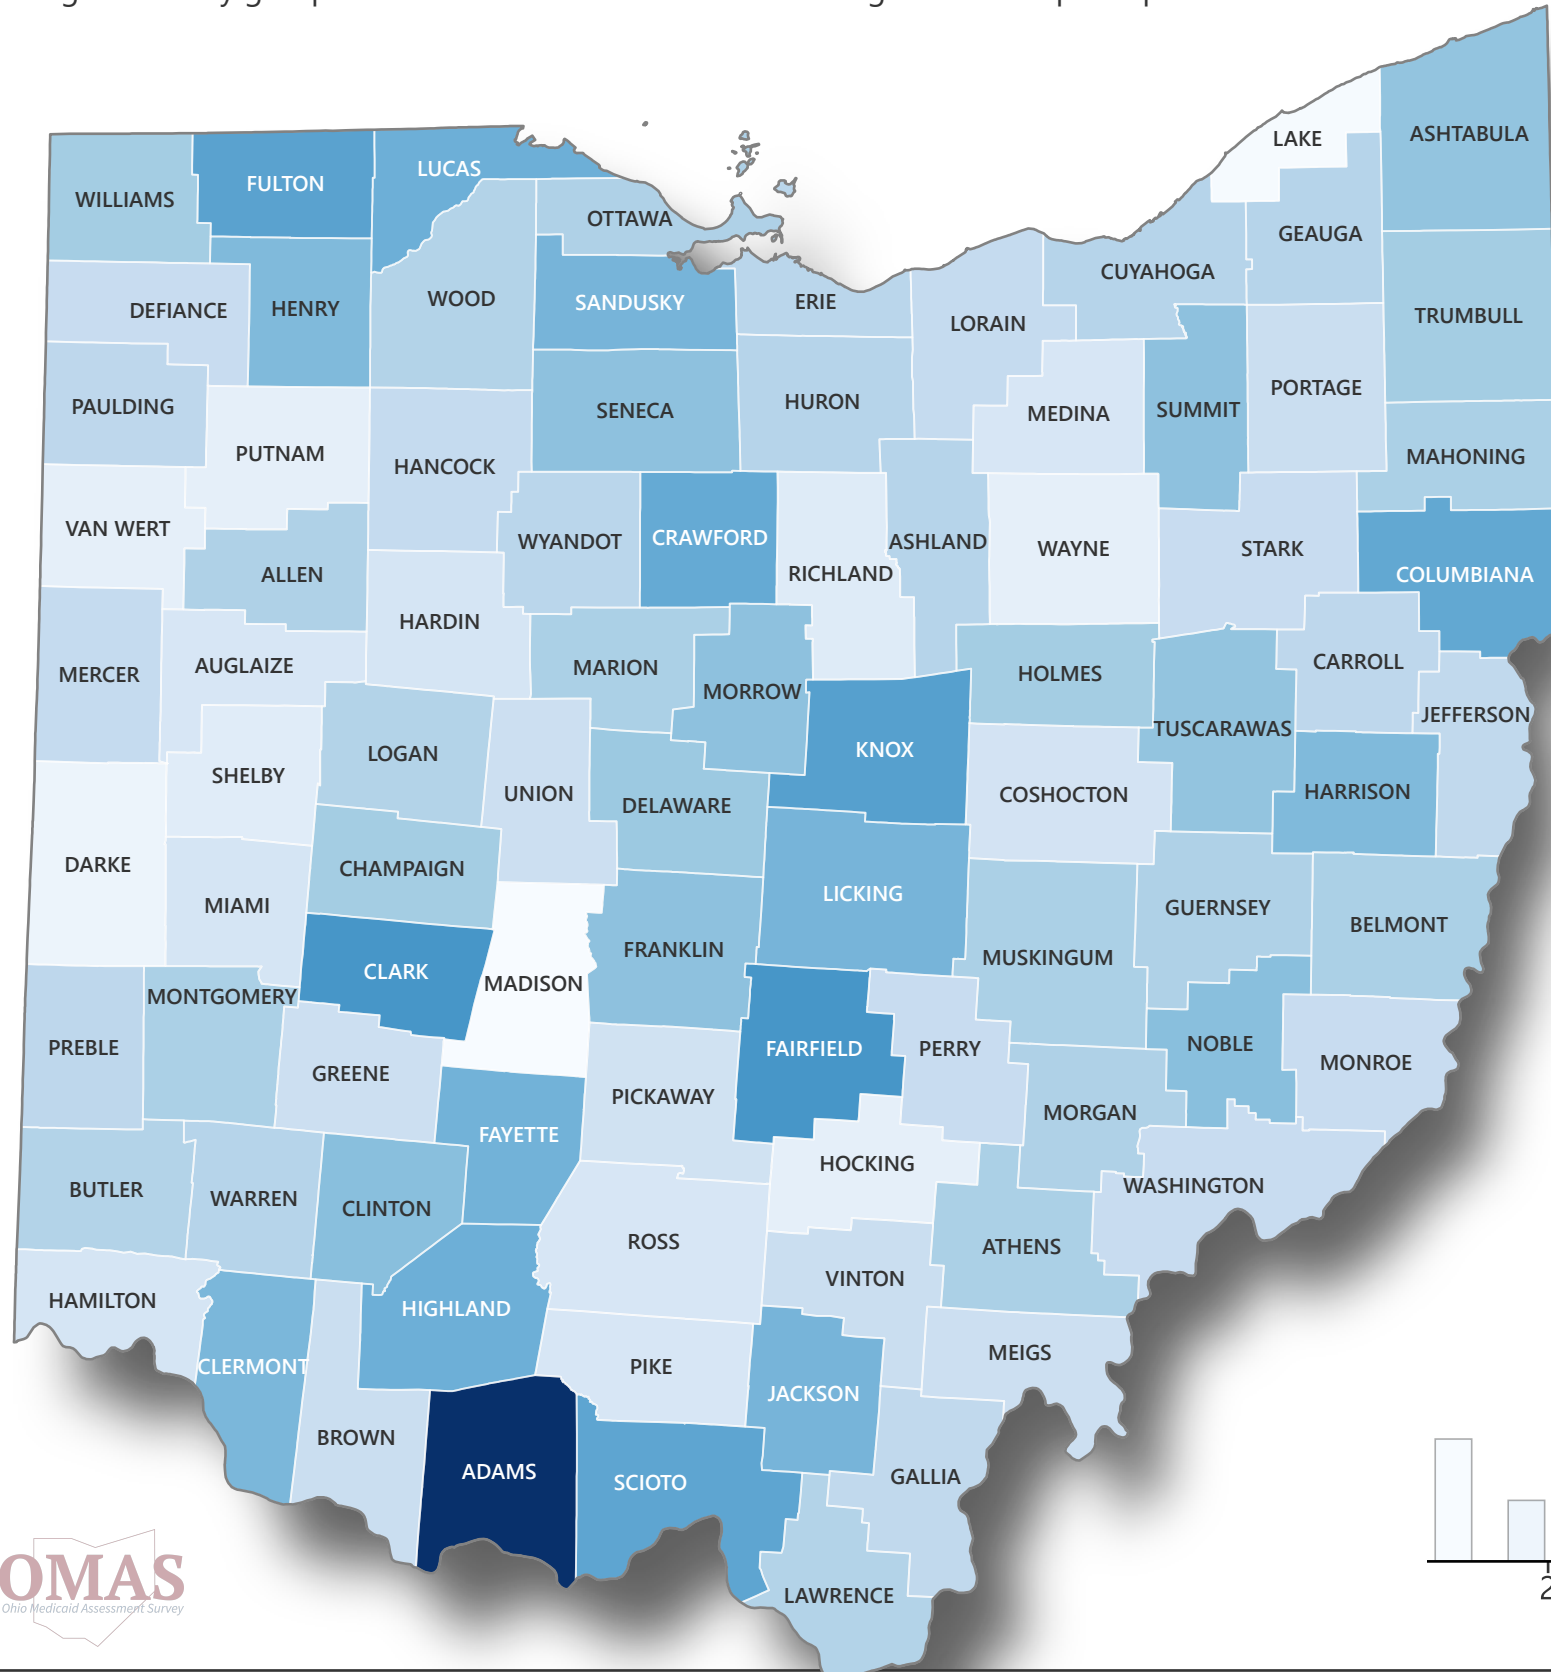 LAKE
ASHTABULA
LUCAS
FULTON
WILLIAMS
OTTAWA
GEAUGA
CUYAHOGA
WOOD
SANDUSKY
ERIE
HENRY
DEFIANCE
LORAIN
TRUMBULL
PORTAGE
HURON
PAULDING
SENECA
SUMMIT
MEDINA
PUTNAM
MAHONING
HANCOCK
VAN WERT
CRAWFORD
WYANDOT
ASHLAND
WAYNE
STARK
ALLEN
RICHLAND
COLUMBIANA
HARDIN
CARROLL
AUGLAIZE
MARION
MERCER
HOLMES
MORROW
JEFFERSON
TUSCARAWAS
KNOX
LOGAN
SHELBY
UNION
COSHOCTON
HARRISON
DELAWARE
DARKE
CHAMPAIGN
LICKING
MIAMI
GUERNSEY
BELMONT
FRANKLIN
MUSKINGUM
CLARK
MADISON
MONTGOMERY
NOBLE
PREBLE
FAIRFIELD
PERRY
MONROE
GREENE
PICKAWAY
MORGAN
FAYETTE
HOCKING
WASHINGTON
BUTLER
WARREN
CLINTON
ROSS
ATHENS
VINTON
HAMILTON
HIGHLAND
MEIGS
CLERMONT
PIKE
JACKSON
BROWN
ADAMS
SCIOTO
GALLIA
LAWRENCE
OMAS
Ohio Medicaid Assessment Survey